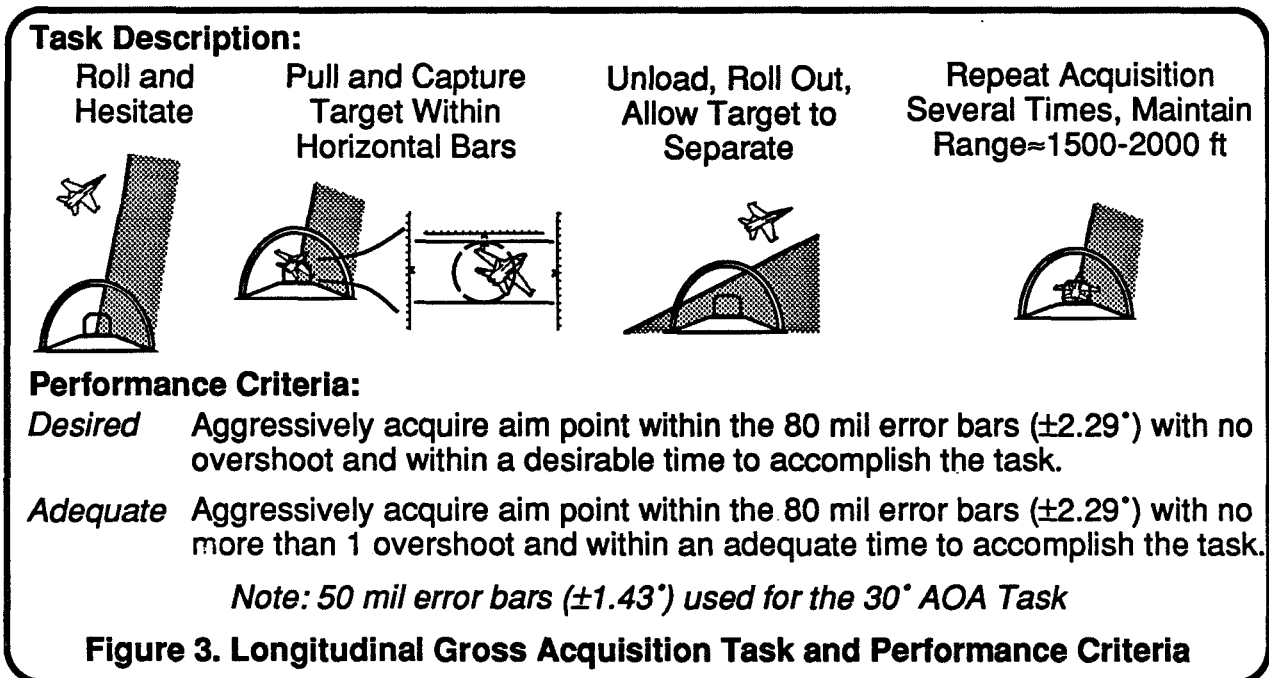 Task Description:
Roll and
Hesitate
Pull and Capture
Target Within
Horizontal Bars
Unload, Roll Out,
Allow Target to
Separate
Repeat Acquisition
Several Times, Maintain
Range≈1500-2000 ft
Performance Criteria:
Desired Aggressively acquire aim point within the 80 mil error bars (±2.29°) with no
overshoot and within a desirable time to accomplish the task.
Adequate Aggressively acquire aim point within the 80 mil error bars (±2.29°) with no
more than 1 overshoot and within an adequate time to accomplish the task.
Note: 50 mil error bars (±1.43°) used for the 30° AOA Task
Figure 3. Longitudinal Gross Acquisition Task and Performance Criteria